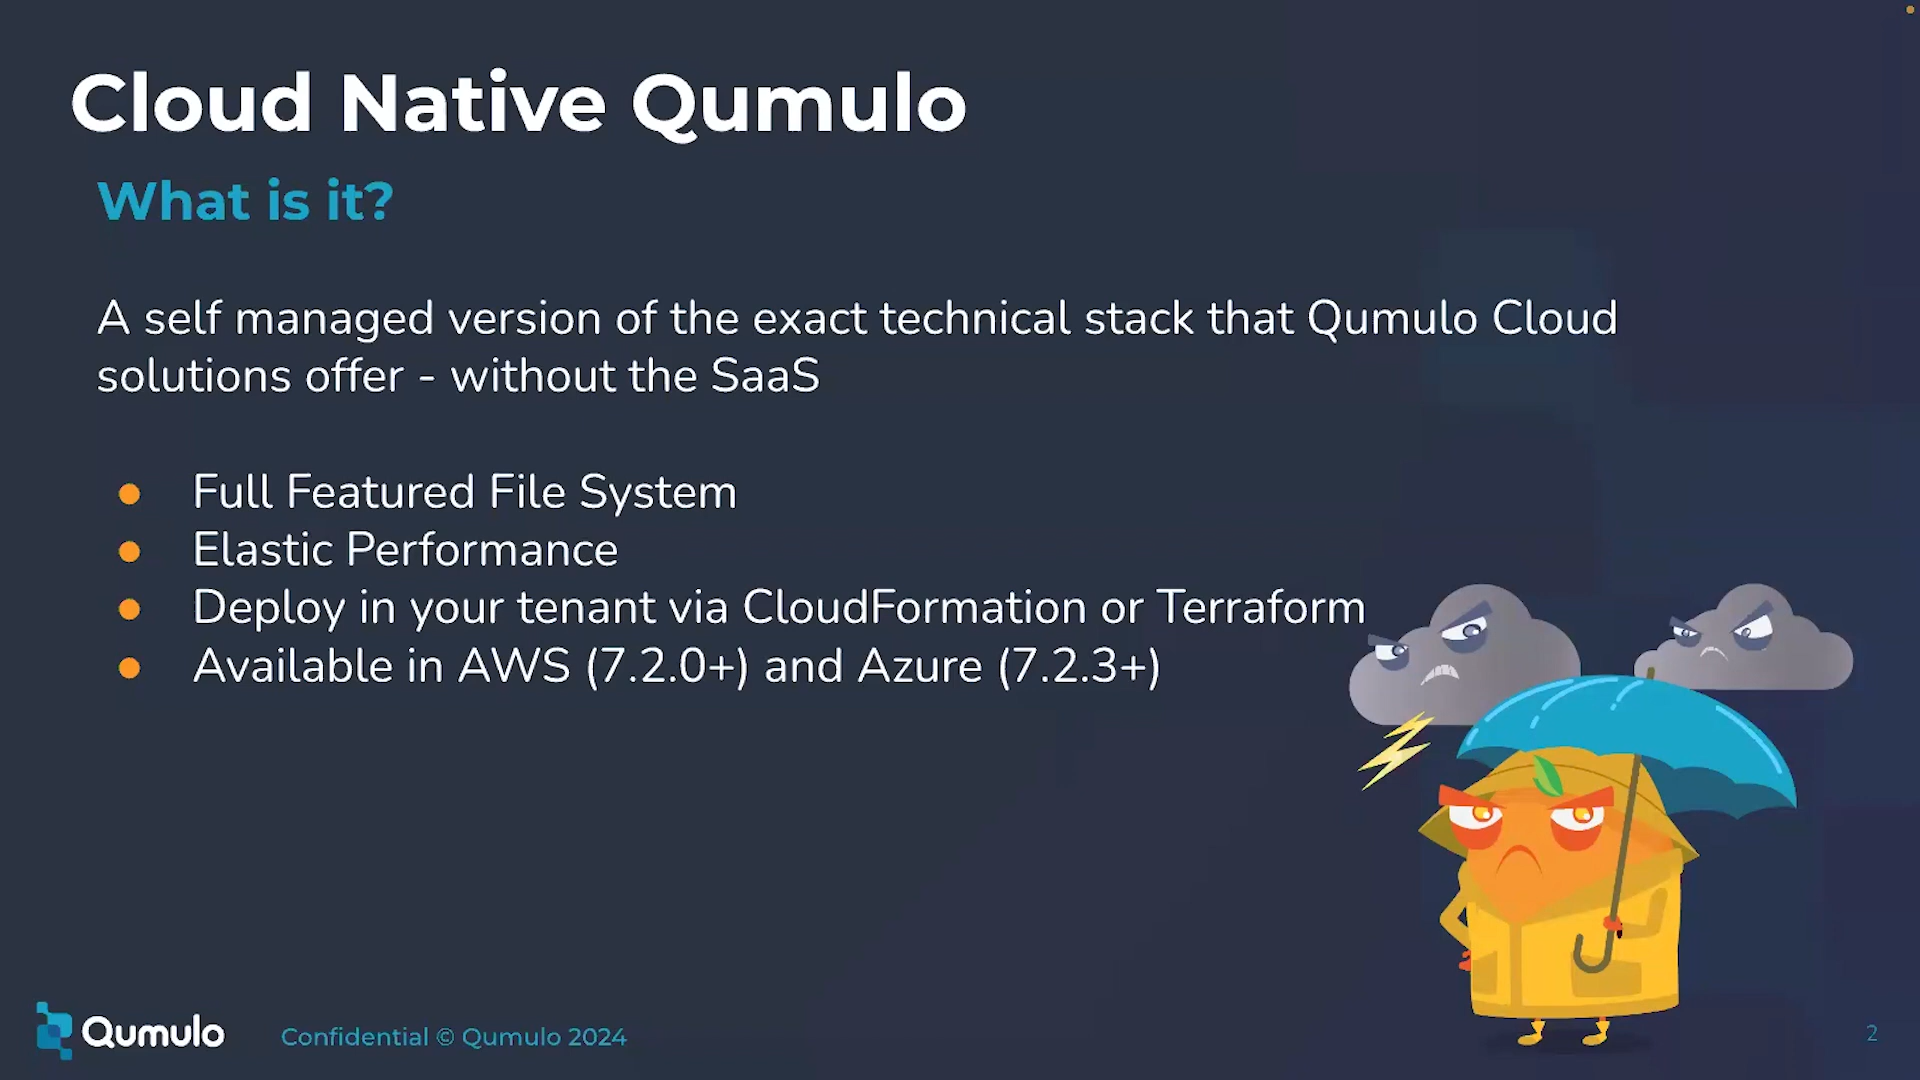 Cloud Native Qumulo
What is it?
A self managed version of the exact technical stack that Qumulo Cloud
solutions offer - without the SaaS
● Full Featured File System
● Elastic Performance
● Deploy in your tenant via CloudFormation or Terraform
● Available in AWS (7.2.0+) and Azure (7.2.3+)
Qumulo
Confidential © Qumulo 2024
2